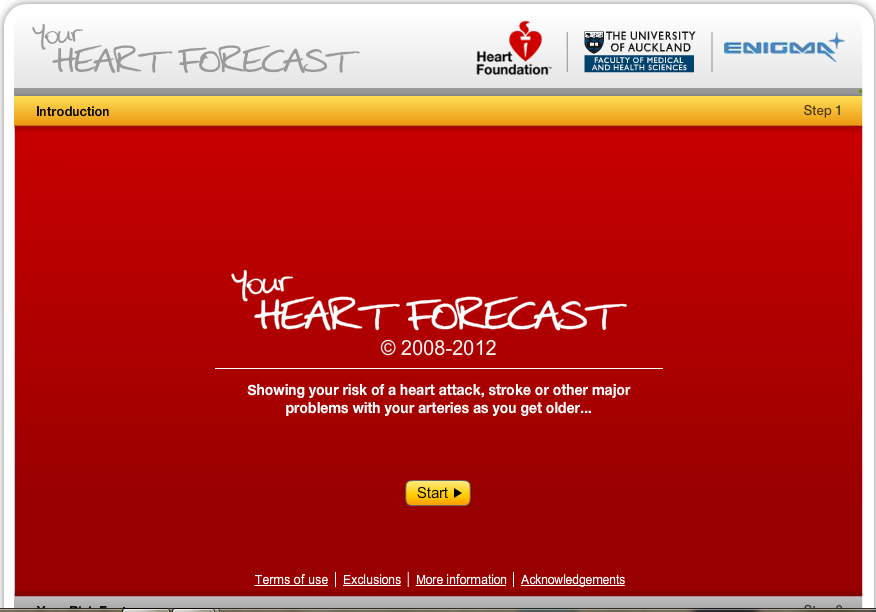 Your
HEART FORECAST
Heart
Foundation™
THE UNIVERSITY
OF AUCKLAND
FACULTY OF MEDICAL
AND HEALTH SCIENCES
ENIGMA
Introduction
Step 1
Your
HEART FORECAST
© 2008-2012
Showing your risk of a heart attack, stroke or other major
problems with your arteries as you get older...
Start
Terms of use | Exclusions | More information | Acknowledgements